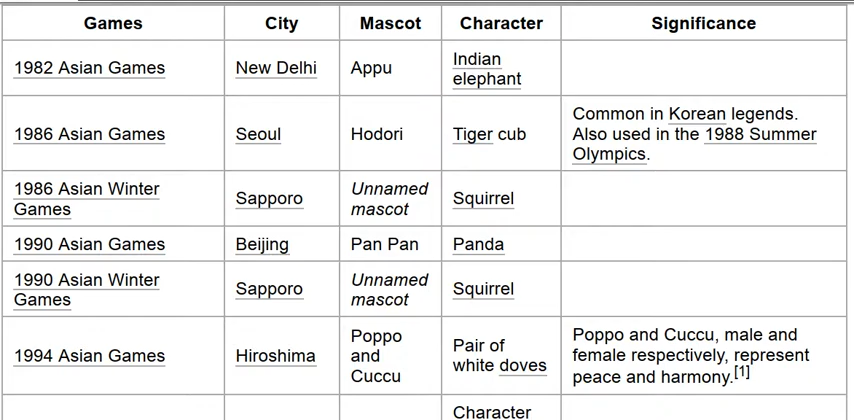 Games City Mascot Character Significance
1982 Asian Games New Delhi Appu Indian
elephant
1986 Asian Games Seoul Hodori Tiger cub Common in Korean legends.
Also used in the 1988 Summer
Olympics.
1986 Asian Winter
Games Sapporo Unnamed
mascot Squirrel
1990 Asian Games Beijing Pan Pan Panda
1990 Asian Winter
Games Sapporo Unnamed
mascot Squirrel
1994 Asian Games Hiroshima Poppo
and
Cuccu Pair of
white doves Poppo and Cuccu, male and
female respectively, represent
peace and harmony.[1]
Character